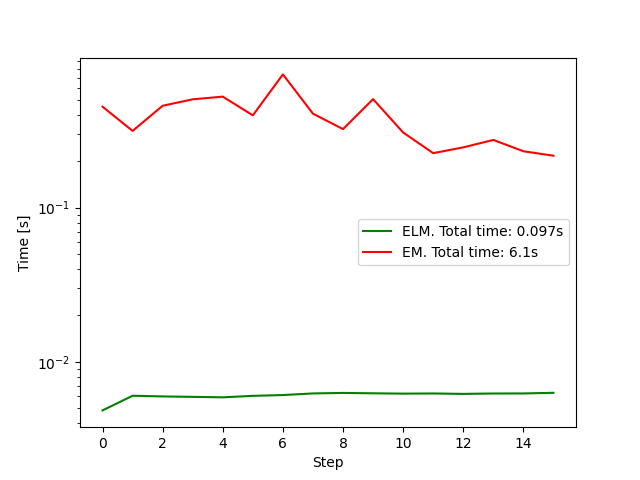 10⁻¹
10⁻²
Time [s]
ELM. Total time: 0.097s
EM. Total time: 6.1s
0 2 4 6 8 10 12 14
Step